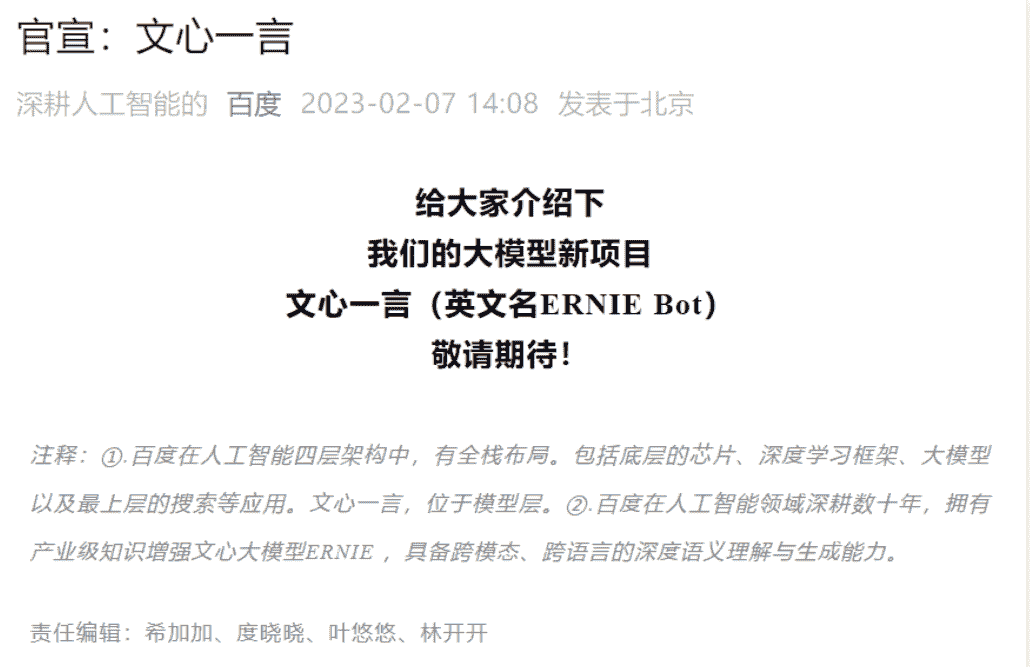 官宣：文心一言
深耕人工智能的 百度 2023-02-07 14:08 发表于北京
给大家介绍下
我们的大模型新项目
文心一言（英文名ERNIE Bot）
敬请期待！
注释：①.百度在人工智能四层架构中，有全栈布局。包括底层的芯片、深度学习框架、大模型
以及最上层的搜索等应用。文心一言，位于模型层。②.百度在人工智能领域深耕数十年，拥有
产业级知识增强文心大模型ERNIE ，具备跨模态、跨语言的深度语义理解与生成能力。
责任编辑：希加加、度晓晓、叶悠悠、林开开